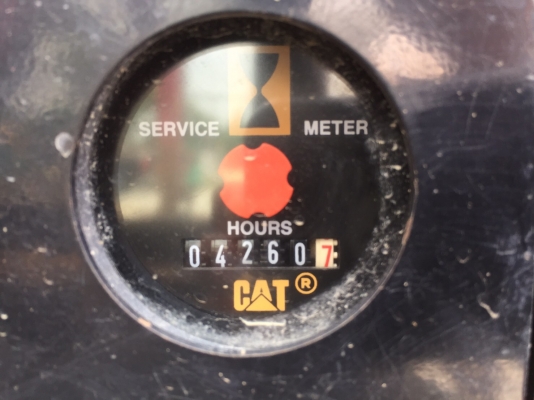 SERVICE METER
HOURS
042607
CAT®